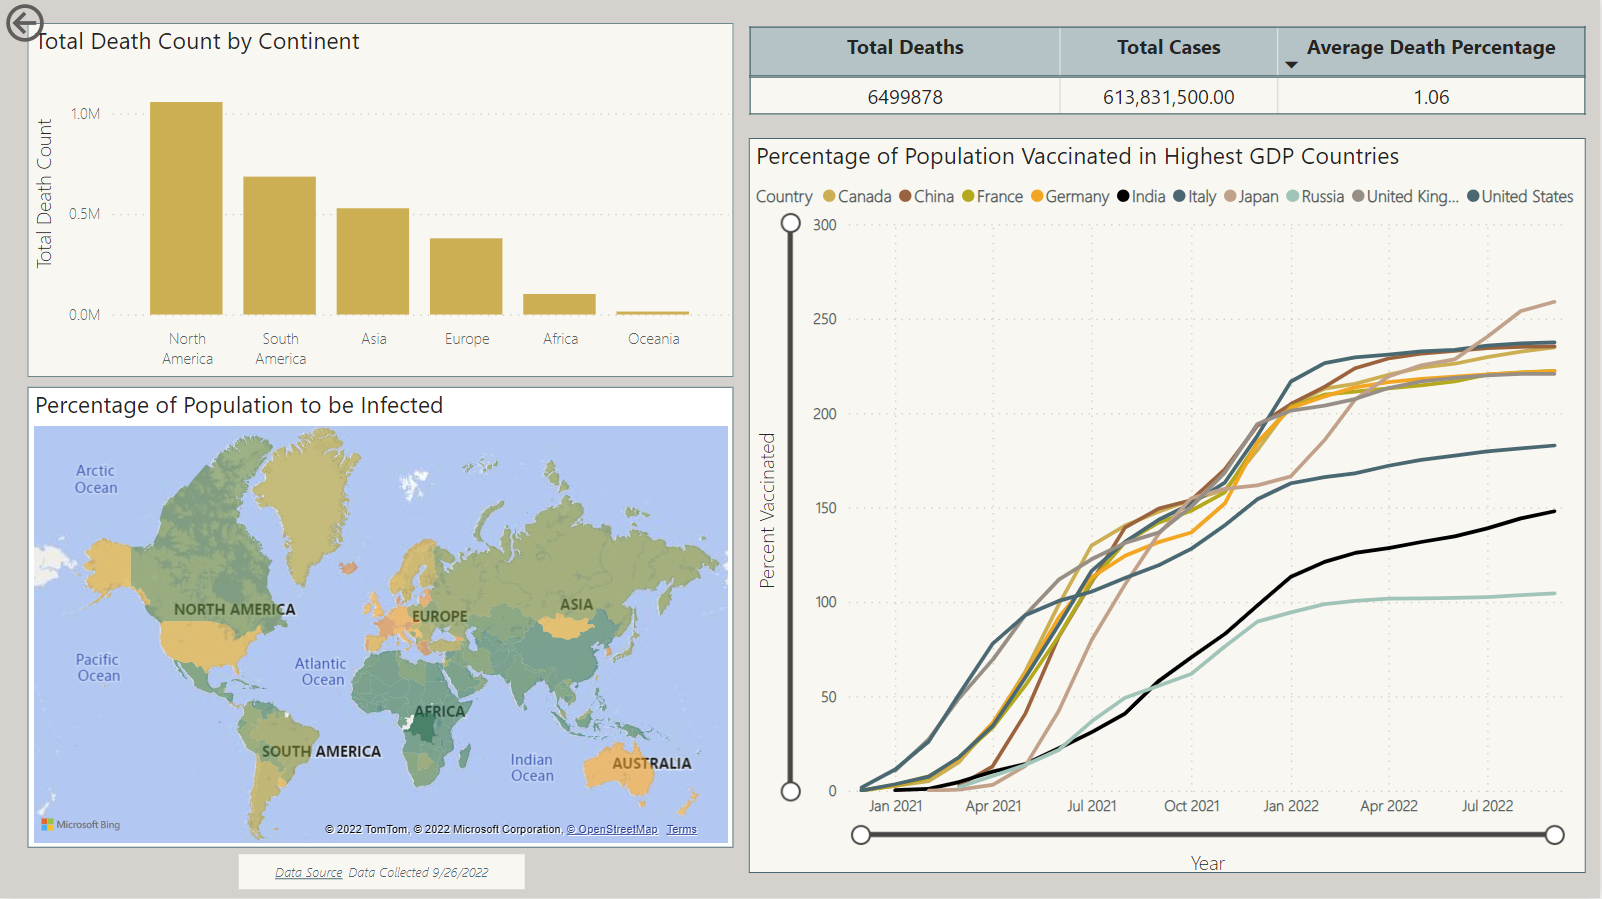 Total Death Count by Continent
Total Death Count
1.0M
0.5M
0.0M
North America
South America
Asia
Europe
Africa
Oceania
Percentage of Population to be Infected
Arctic Ocean
NORTH AMERICA
EUROPE
ASIA
Pacific Ocean
Atlantic Ocean
AFRICA
SOUTH AMERICA
Indian Ocean
AUSTRALIA
Microsoft Bing
© 2022 TomTom, © 2022 Microsoft Corporation, © OpenStreetMap Terms
Data Source Data Collected 9/26/2022
Total Deaths Total Cases Average Death Percentage
6499878 613,831,500.00 1.06
Percentage of Population Vaccinated in Highest GDP Countries
Country Canada China France Germany India Italy Japan Russia United King... United States
Percent Vaccinated
300
250
200
150
100
50
0
Jan 2021 Apr 2021 Jul 2021 Oct 2021 Jan 2022 Apr 2022 Jul 2022
Year